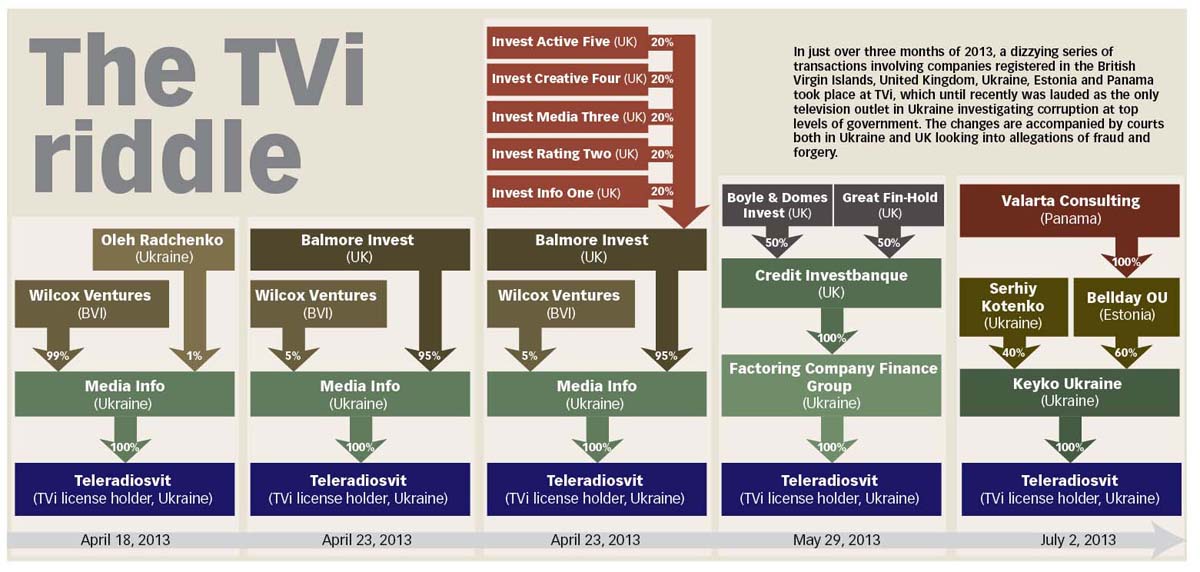 The TVi
riddle
In just over three months of 2013, a dizzying series of
transactions involving companies registered in the British
Virgin Islands, United Kingdom, Ukraine, Estonia and Panama
took place at TVi, which until recently was lauded as the only
television outlet in Ukraine investigating corruption at top
levels of government. The changes are accompanied by courts
both in Ukraine and UK looking into allegations of fraud and
forgery.
Oleh Radchenko
(Ukraine)
Wilcox Ventures
(BVI)
99%
1%
Media Info
(Ukraine)
100%
Teleradiosvit
(TVi license holder, Ukraine)
April 18, 2013
Balmore Invest
(UK)
Wilcox Ventures
(BVI)
5%
95%
Media Info
(Ukraine)
100%
Teleradiosvit
(TVi license holder, Ukraine)
April 23, 2013
Invest Active Five (UK) 20%
Invest Creative Four (UK) 20%
Invest Media Three (UK) 20%
Invest Rating Two (UK) 20%
Invest Info One (UK) 20%
Balmore Invest
(UK)
Wilcox Ventures
(BVI)
5%
95%
Media Info
(Ukraine)
100%
Teleradiosvit
(TVi license holder, Ukraine)
April 23, 2013
Boyle & Domes
Invest (UK)
Great Fin-Hold
(UK)
50%
50%
Credit Investbanque
(UK)
100%
Factoring Company Finance
Group
(Ukraine)
100%
Teleradiosvit
(TVi license holder, Ukraine)
May 29, 2013
Valarta Consulting
(Panama)
100%
Serhiy
Kotenko
(Ukraine)
Bellday OU
(Estonia)
40%
60%
Keyko Ukraine
(Ukraine)
100%
Teleradiosvit
(TVi license holder, Ukraine)
July 2, 2013